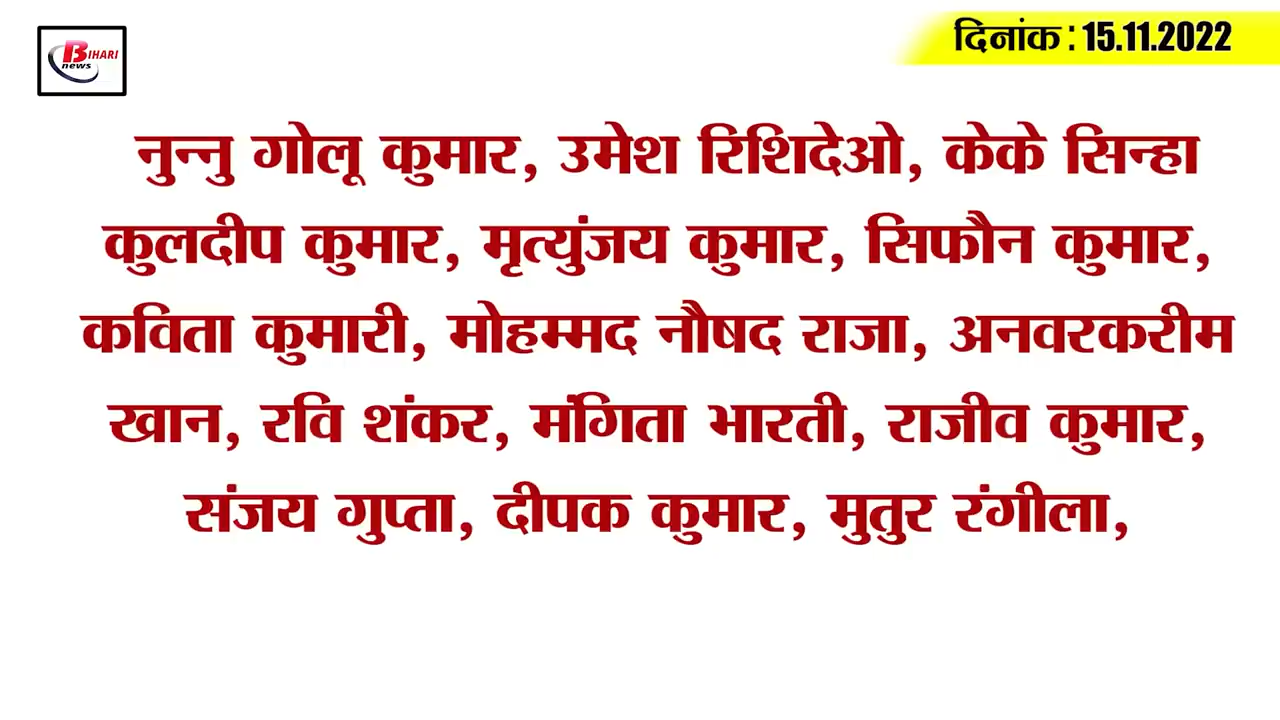 BIHARI
news
दिनांक : 15.11.2022
नुन्नु गोलू कुमार, उमेश रिशिदेओ, केके सिन्हा
कुलदीप कुमार, मृत्युंजय कुमार, सिफौन कुमार,
कविता कुमारी, मोहम्मद नौषद राजा, अनवरकरीम
खान, रवि शंकर, मंगिता भारती, राजीव कुमार,
संजय गुप्ता, दीपक कुमार, मुतुर रंगीला,